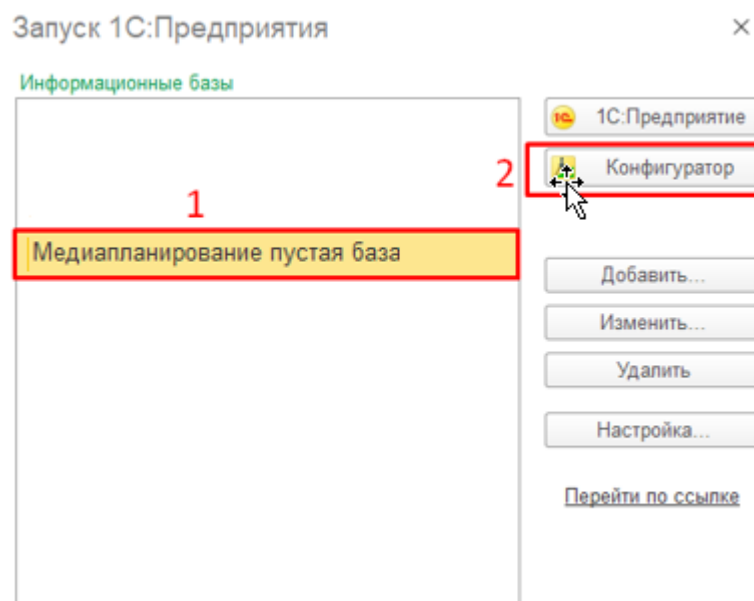 Запуск 1С:Предприятия
Информационные базы
1С:Предприятие
2 Конфигуратор
1
Медиапланирование пустая база
Добавить...
Изменить...
Удалить
Настройка...
Перейти по ссылке